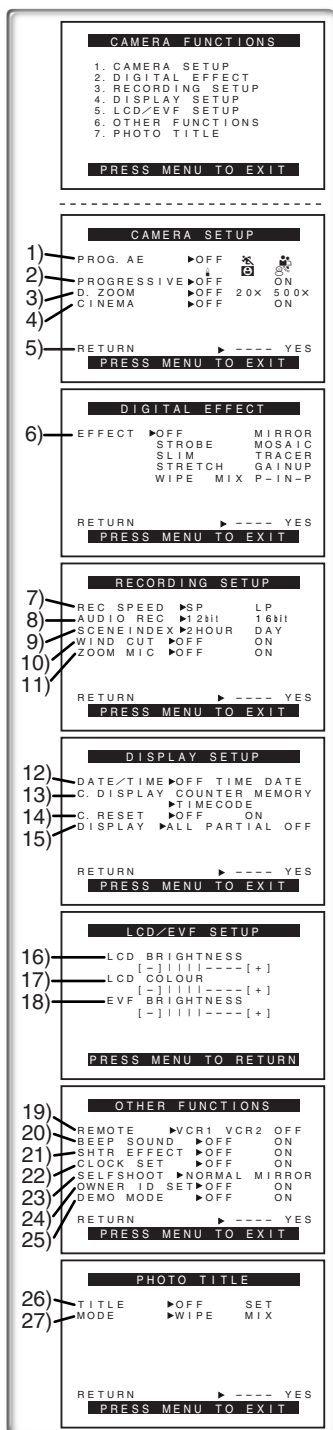 CAMERA FUNCTIONS
1. CAMERA SETUP
2. DIGITAL EFFECT
3. RECORDING SETUP
4. DISPLAY SETUP
5. LCD/EVF SETUP
6. OTHER FUNCTIONS
7. PHOTO TITLE
PRESS MENU TO EXIT
CAMERA SETUP
1) PROG. AE ▶OFF
2) PROGRESSIVE ▶OFF ON
3) D. ZOOM ▶OFF 20× 500×
4) CINEMA ▶OFF ON
5) RETURN ▶ ---- YES
PRESS MENU TO EXIT
DIGITAL EFFECT
6) EFFECT ▶OFF MIRROR
STROBE MOSAIC
SLIM TRACER
STRETCH GAINUP
WIPE MIX P-IN-P
RETURN ▶ ---- YES
PRESS MENU TO EXIT
RECORDING SETUP
7) REC SPEED ▶SP LP
8) AUDIO REC ▶12bit 16bit
9) SCENEINDEX ▶2HOUR DAY
10) WIND CUT ▶OFF ON
11) ZOOM MIC ▶OFF ON
RETURN ▶ ---- YES
PRESS MENU TO EXIT
DISPLAY SETUP
12) DATE/TIME ▶OFF TIME DATE
13) C. DISPLAY COUNTER MEMORY
▶TIMECODE
14) C. RESET ▶OFF ON
15) DISPLAY ▶ALL PARTIAL OFF
RETURN ▶ ---- YES
PRESS MENU TO EXIT
LCD/EVF SETUP
16) LCD BRIGHTNESS
[-]||||----[+]
17) LCD COLOUR
[-]||||----[+]
18) EVF BRIGHTNESS
[-]||||----[+]
PRESS MENU TO RETURN
OTHER FUNCTIONS
19) REMOTE ▶VCR1 VCR2 OFF
20) BEEP SOUND ▶OFF ON
21) SHTR EFFECT ▶OFF ON
22) CLOCK SET ▶OFF ON
23) SELFSHOOT ▶NORMAL MIRROR
24) OWNER ID SET ▶OFF ON
25) DEMO MODE ▶OFF ON
RETURN ▶ ---- YES
PRESS MENU TO EXIT
PHOTO TITLE
26) TITLE ▶OFF SET
27) MODE ▶WIPE MIX
RETURN ▶ ---- YES
PRESS MENU TO EXIT